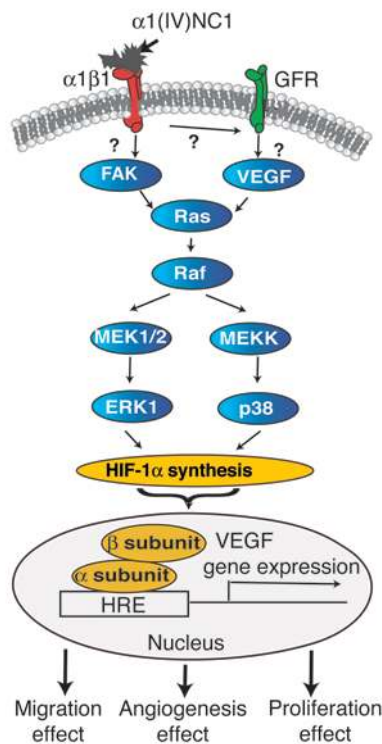 α1(IV)NC1
α1β1
GFR
?
?
?
FAK
VEGF
Ras
Raf
MEK1/2
MEKK
ERK1
p38
HIF-1α synthesis
β subunit
VEGF
gene expression
α subunit
HRE
Nucleus
Migration
effect
Angiogenesis
effect
Proliferation
effect